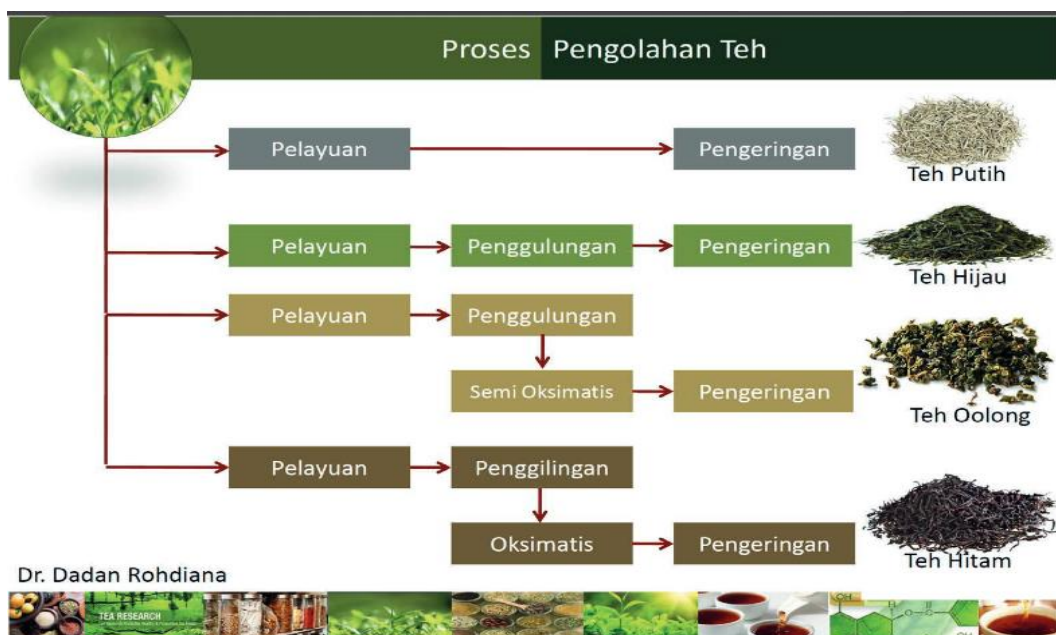 Proses Pengolahan Teh
Pelayuan
Pengeringan
Teh Putih
Pelayuan
Penggulungan
Pengeringan
Teh Hijau
Pelayuan
Penggulungan
Semi Oksimatis
Pengeringan
Teh Oolong
Pelayuan
Penggilingan
Oksimatis
Pengeringan
Teh Hitam
Dr. Dadan Rohdiana
TEA RESEARCH